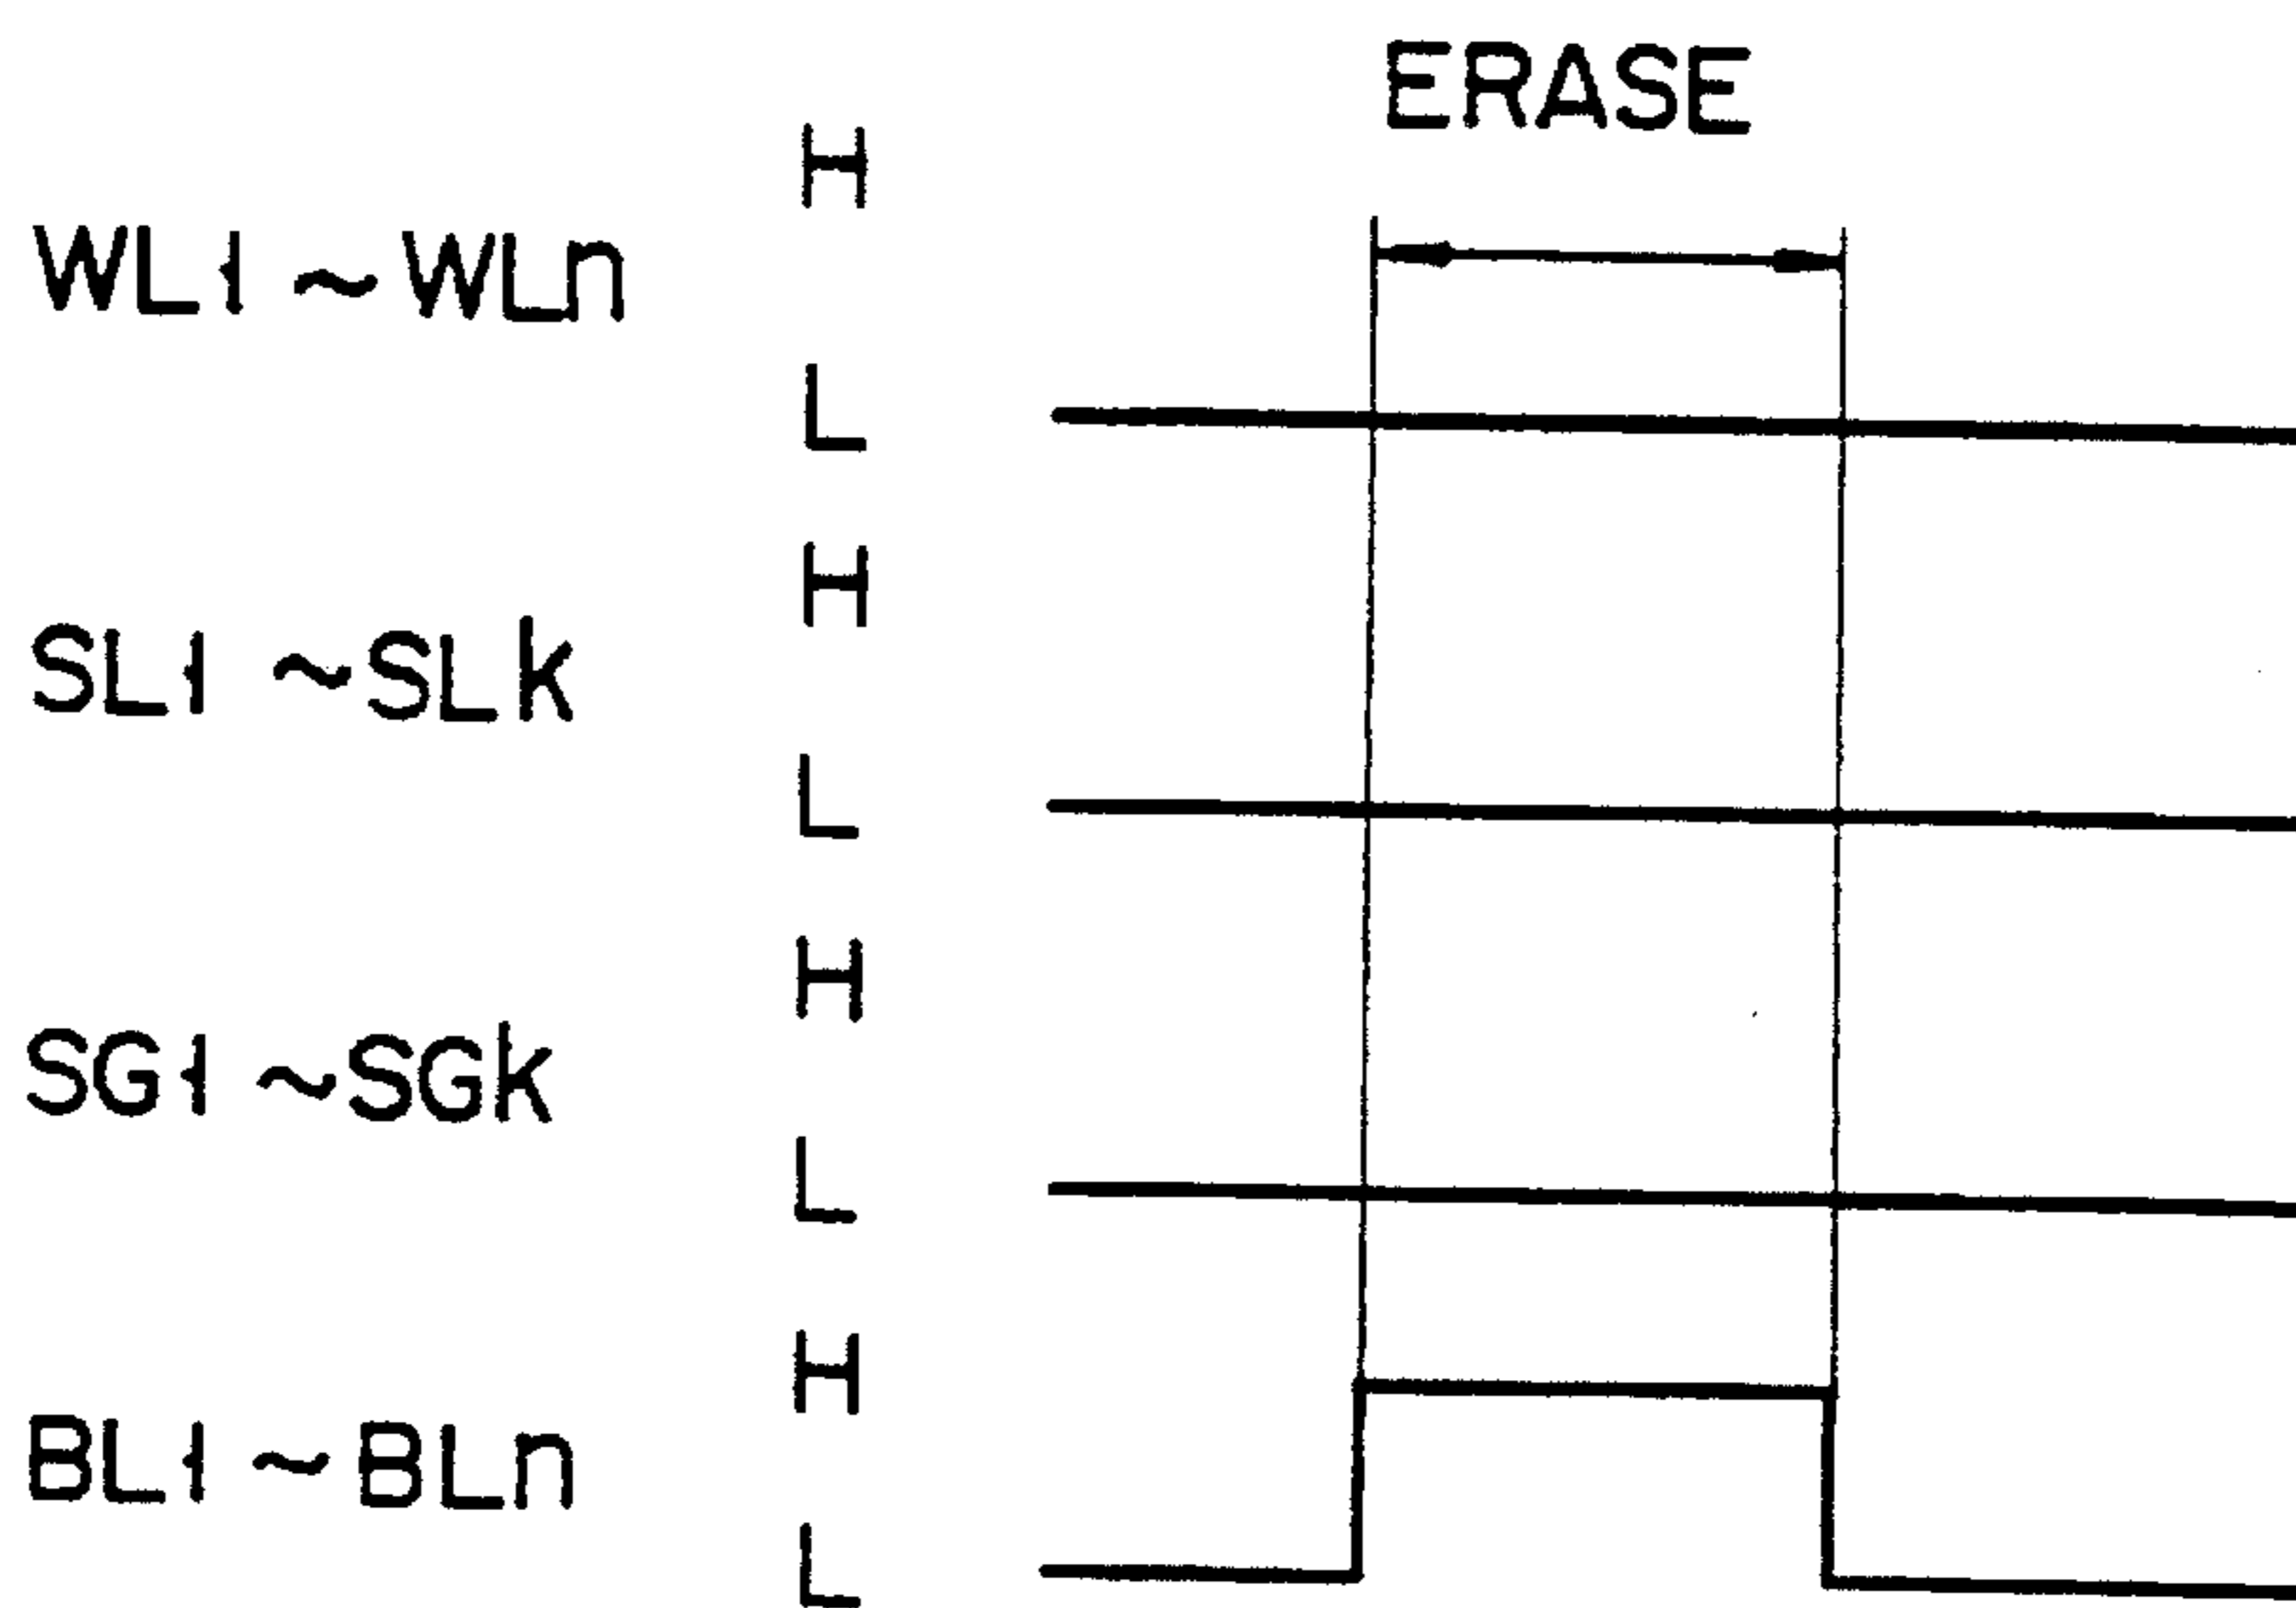 ERASE
H
WL1 ~ WLn
L
H
SL1 ~ SLk
L
H
SG1 ~ SGk
L
H
BL1 ~ BLn
L